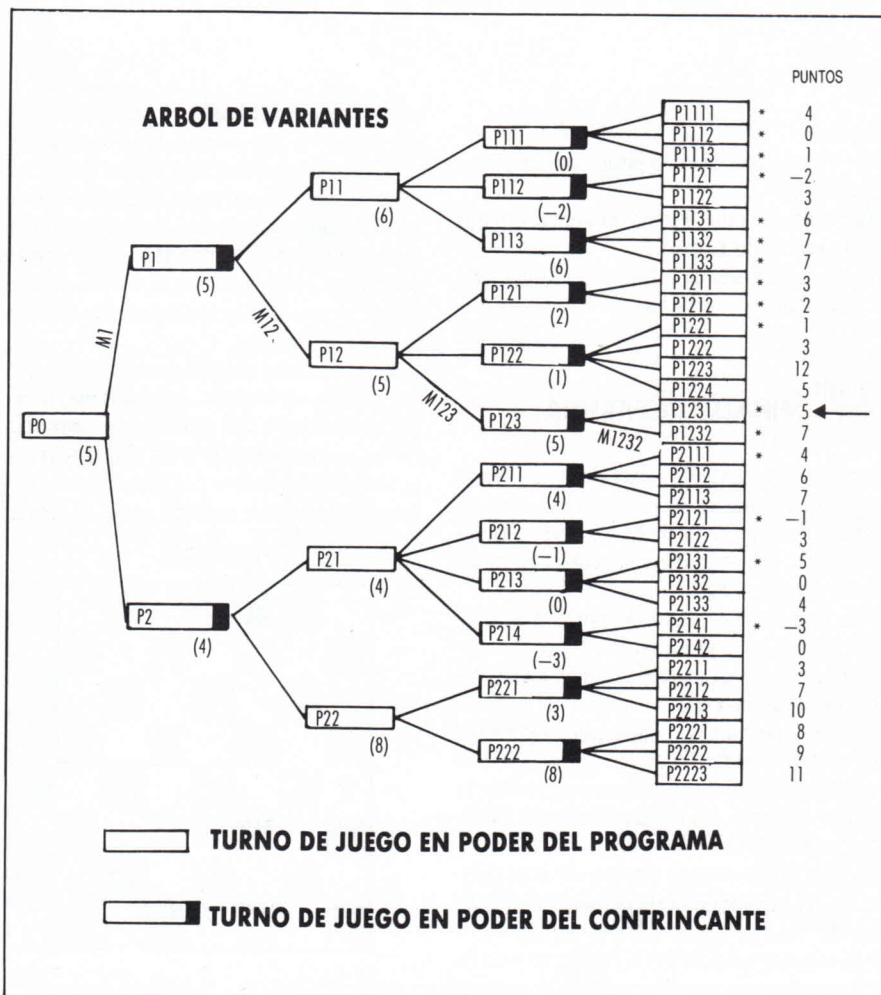 PUNTOS
ARBOL DE VARIANTES
P0
(5)
M1
P1
(5)
P2
(4)
M12
P11
(6)
P12
(5)
P21
(4)
P22
(8)
M123
P111
(0)
P112
(−2)
P113
(6)
P121
(2)
P122
(1)
P123
(5)
P211
(4)
P212
(−1)
P213
(0)
P214
(−3)
P221
(3)
P222
(8)
M1232
P1111 * 4
P1112 * 0
P1113 * 1
P1121 * −2
P1122 3
P1131 * 6
P1132 * 7
P1133 * 7
P1211 * 3
P1212 * 2
P1221 * 1
P1222 3
P1223 12
P1224 5
P1231 * 5
P1232 * 7
P2111 * 4
P2112 6
P2113 7
P2121 * −1
P2122 3
P2131 * 5
P2132 0
P2133 4
P2141 * −3
P2142 0
P2211 3
P2212 7
P2213 10
P2221 8
P2222 9
P2223 11
TURNO DE JUEGO EN PODER DEL PROGRAMA
TURNO DE JUEGO EN PODER DEL CONTRINCANTE